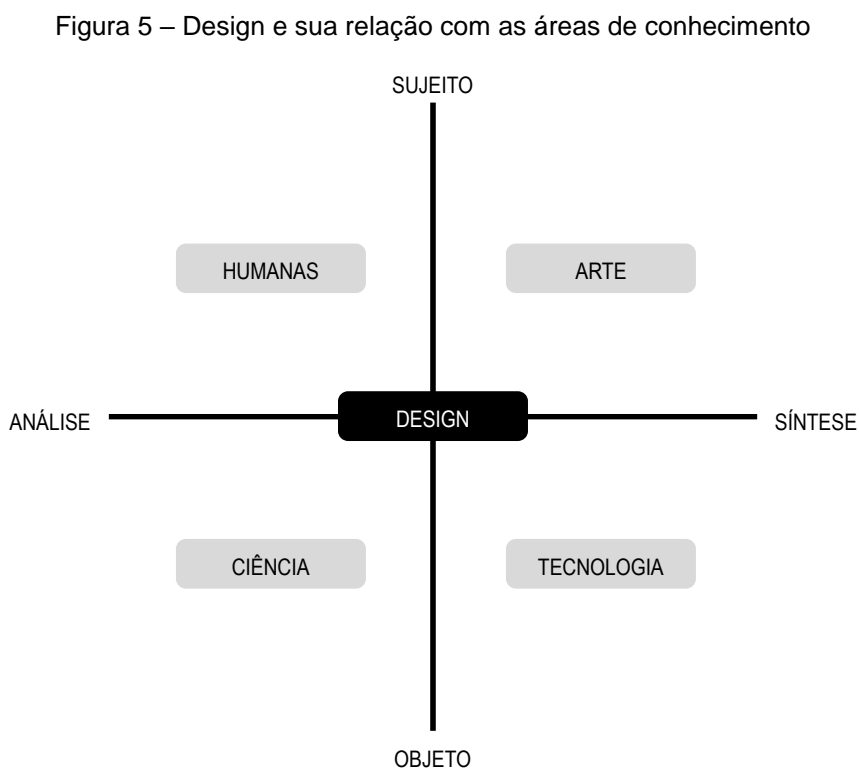 Figura 5 – Design e sua relação com as áreas de conhecimento
SUJEITO
HUMANAS
ARTE
ANÁLISE
DESIGN
SÍNTESE
CIÊNCIA
TECNOLOGIA
OBJETO